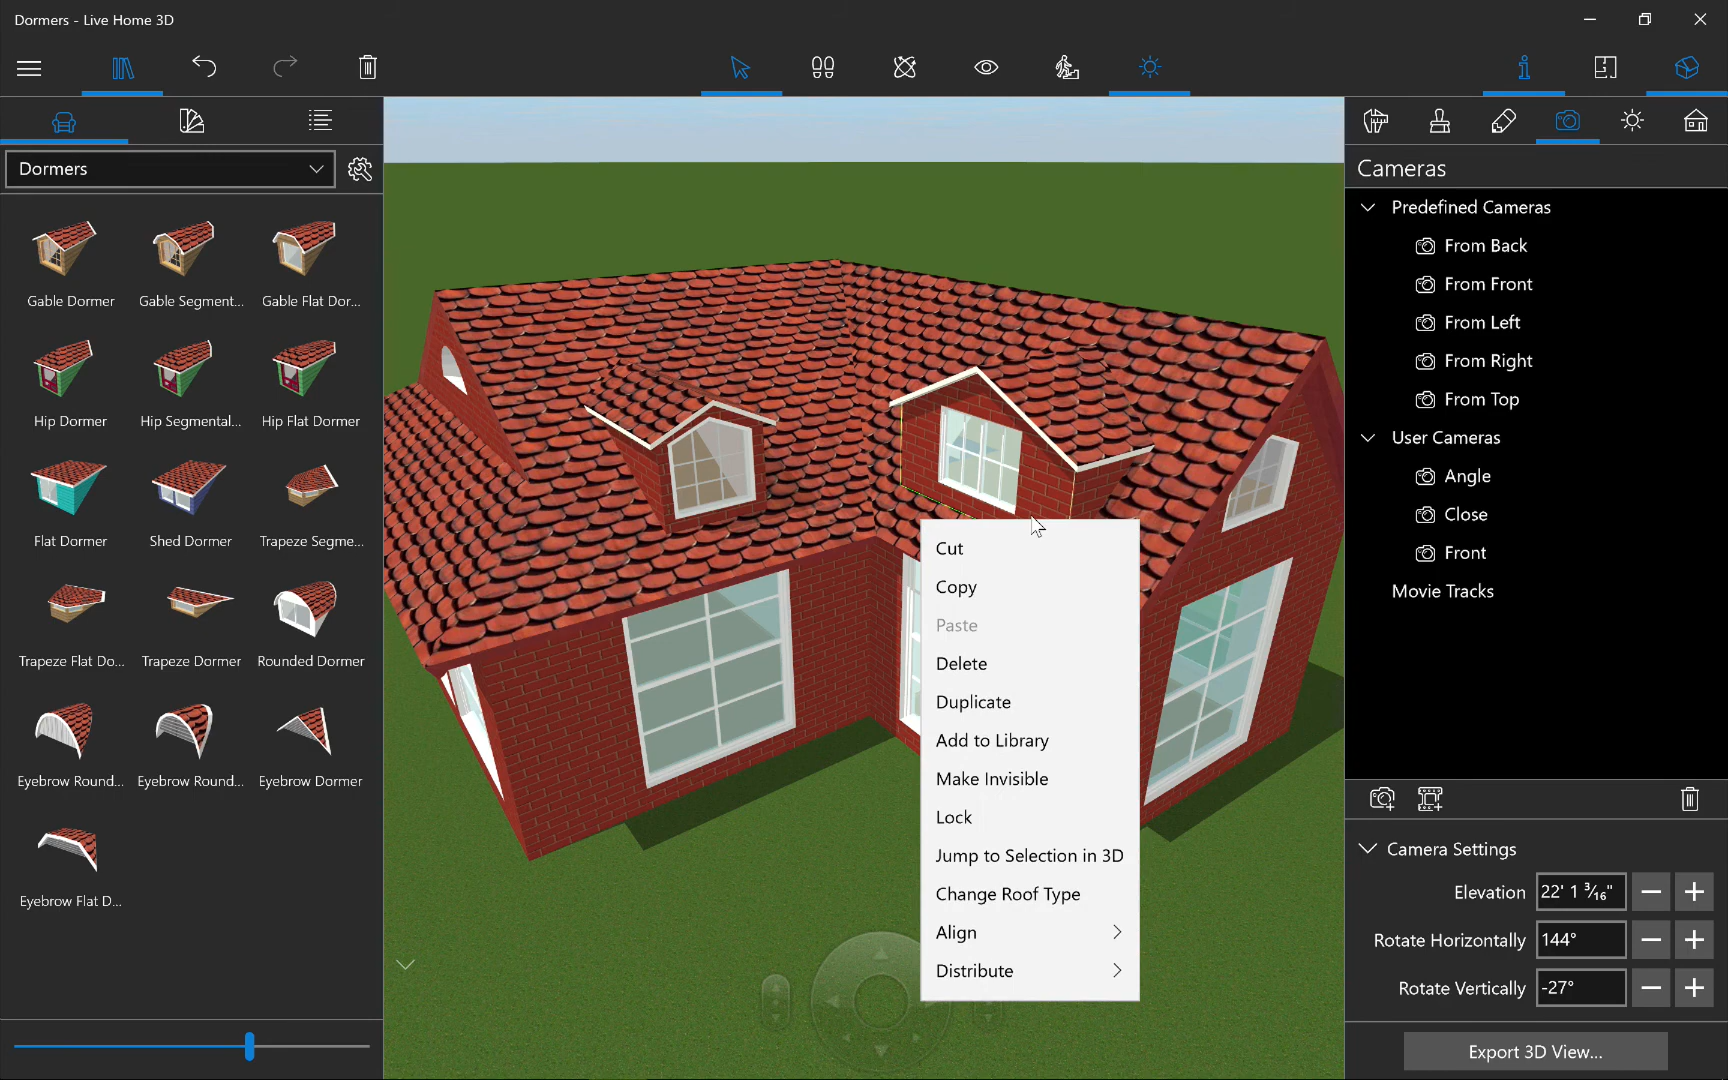 Dormers - Live Home 3D
Dormers
Gable Dormer
Gable Segment...
Gable Flat Dor...
Hip Dormer
Hip Segmental...
Hip Flat Dormer
Flat Dormer
Shed Dormer
Trapeze Segme...
Trapeze Flat Do...
Trapeze Dormer
Rounded Dormer
Eyebrow Round...
Eyebrow Round...
Eyebrow Dormer
Eyebrow Flat D...
Cut
Copy
Paste
Delete
Duplicate
Add to Library
Make Invisible
Lock
Jump to Selection in 3D
Change Roof Type
Align
Distribute
Cameras
Predefined Cameras
From Back
From Front
From Left
From Right
From Top
User Cameras
Angle
Close
Front
Movie Tracks
Camera Settings
Elevation 22' 1 3⁄16"
Rotate Horizontally 144°
Rotate Vertically -27°
Export 3D View...